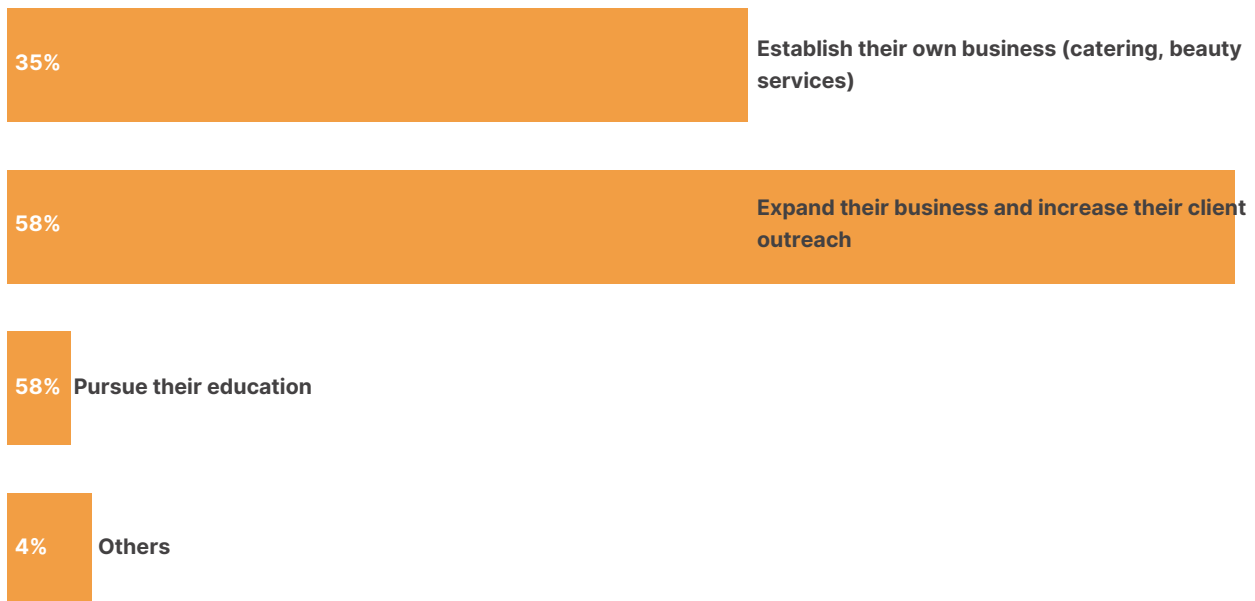 35%
Establish their own business (catering, beauty
services)
58%
Expand their business and increase their client
outreach
58%
Pursue their education
4%
Others